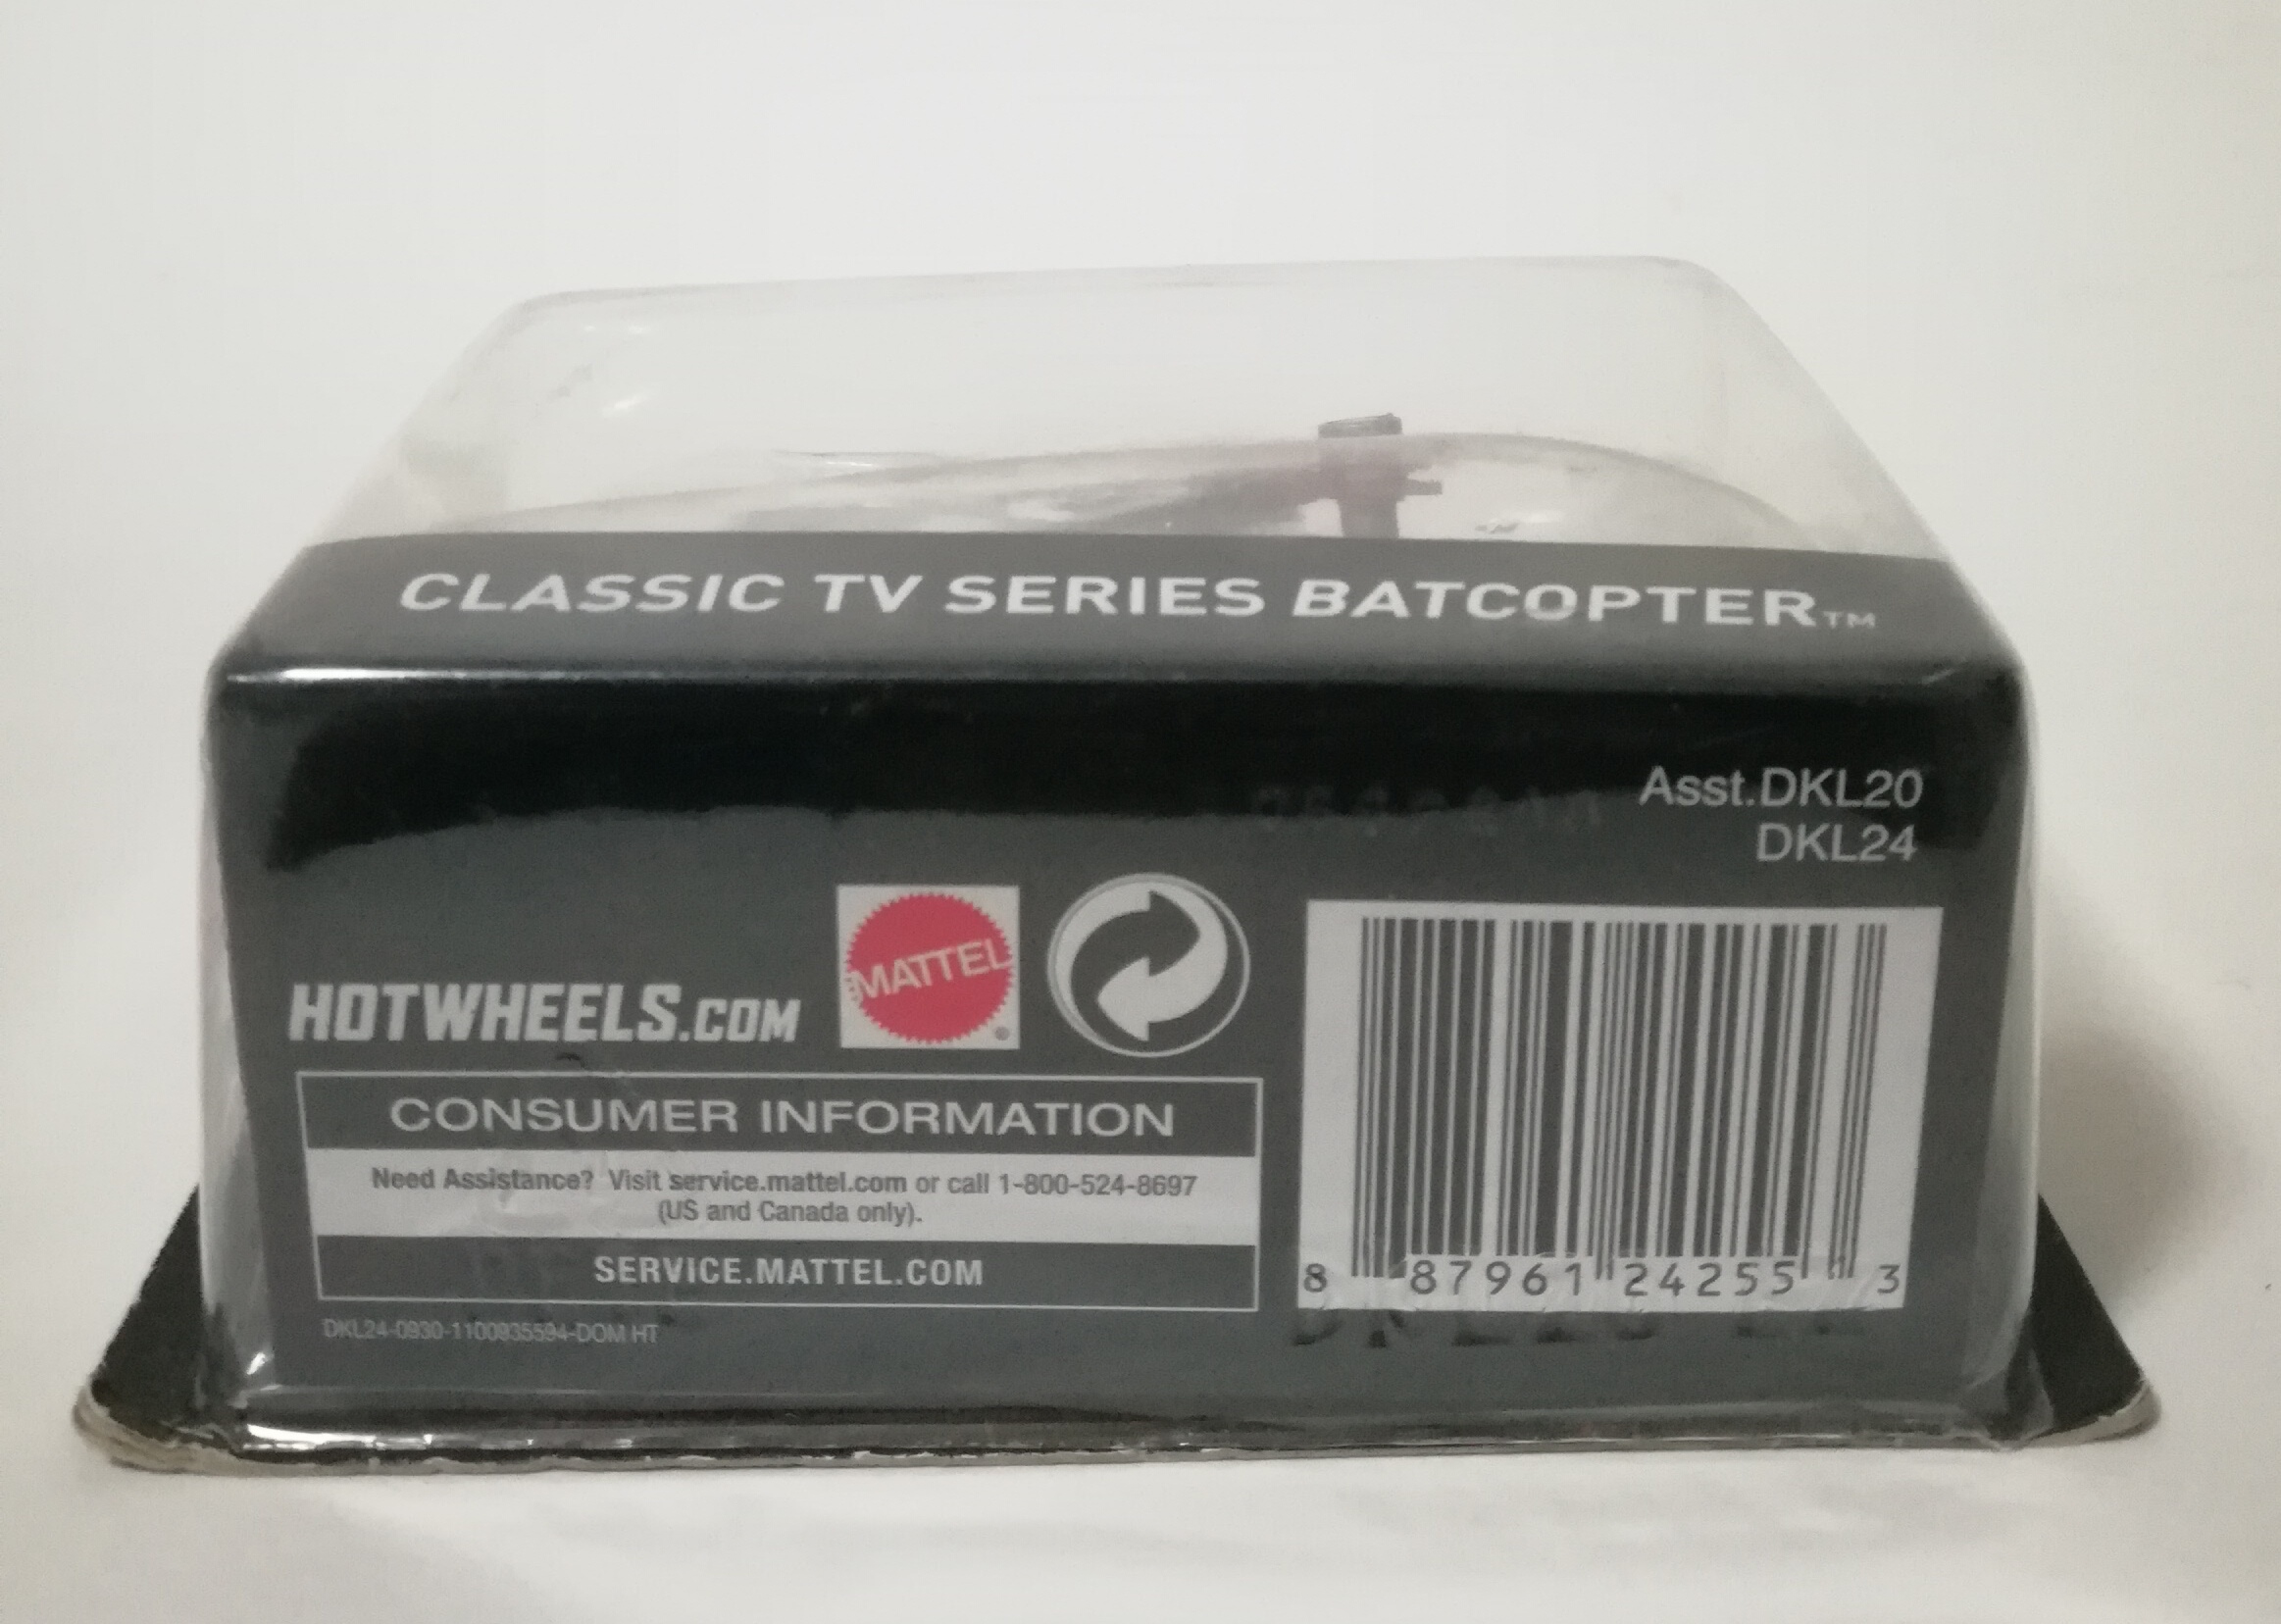 CLASSIC TV SERIES BATCOPTER™
Asst.DKL20
DKL24
HOTWHEELS.COM
MATTEL
®
CONSUMER INFORMATION
Need Assistance? Visit service.mattel.com or call 1-800-524-8697
(US and Canada only).
SERVICE.MATTEL.COM
8 87961 24255 3
DKL24-0930-1100935594-DOM HT